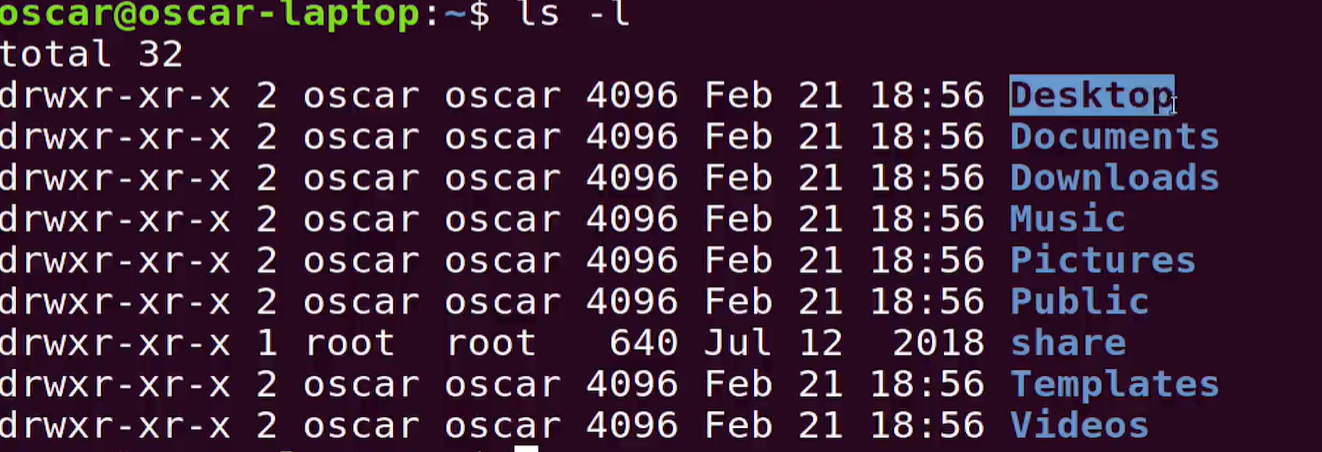 oscar@oscar-laptop:~$ ls -l
total 32
drwxr-xr-x 2 oscar oscar 4096 Feb 21 18:56 Desktop
drwxr-xr-x 2 oscar oscar 4096 Feb 21 18:56 Documents
drwxr-xr-x 2 oscar oscar 4096 Feb 21 18:56 Downloads
drwxr-xr-x 2 oscar oscar 4096 Feb 21 18:56 Music
drwxr-xr-x 2 oscar oscar 4096 Feb 21 18:56 Pictures
drwxr-xr-x 2 oscar oscar 4096 Feb 21 18:56 Public
drwxr-xr-x 1 root  root   640 Jul 12  2018 share
drwxr-xr-x 2 oscar oscar 4096 Feb 21 18:56 Templates
drwxr-xr-x 2 oscar oscar 4096 Feb 21 18:56 Videos